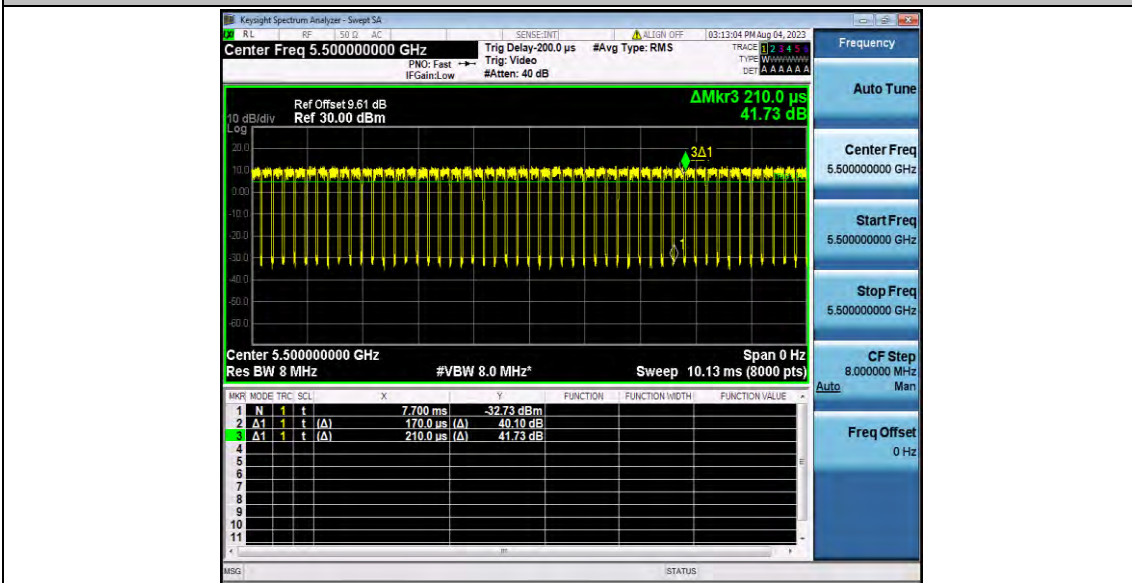 Keysight Spectrum Analyzer - Swept SA
RL RF 50 Ω AC SENSE:INT ALIGN OFF 03:13:04 PM Aug 04, 2023
Center Freq 5.500000000 GHz
PNO: Fast
IFGain:Low
Trig Delay-200.0 µs
Trig: Video
#Atten: 40 dB
#Avg Type: RMS
TRACE 1 2 3 4 5 6
TYPE W
DET A A A A A A
ΔMkr3 210.0 µs
41.73 dB
Ref Offset 9.61 dB
10 dB/div Ref 30.00 dBm
Log
20.0
3Δ1
10.0
0.00
-10.0
-20.0
1
-30.0
-40.0
-50.0
-60.0
Center 5.500000000 GHz Span 0 Hz
Res BW 8 MHz #VBW 8.0 MHz* Sweep 10.13 ms (8000 pts)
MKR MODE TRC SCL X Y FUNCTION FUNCTION WIDTH FUNCTION VALUE
1 N 1 t 7.700 ms -32.73 dBm
2 Δ1 1 t (Δ) 170.0 µs (Δ) 40.10 dB
3 Δ1 1 t (Δ) 210.0 µs (Δ) 41.73 dB
4
5
6
7
8
9
10
11
MSG STATUS
Frequency
Auto Tune
Center Freq
5.500000000 GHz
Start Freq
5.500000000 GHz
Stop Freq
5.500000000 GHz
CF Step
8.000000 MHz
Auto Man
Freq Offset
0 Hz